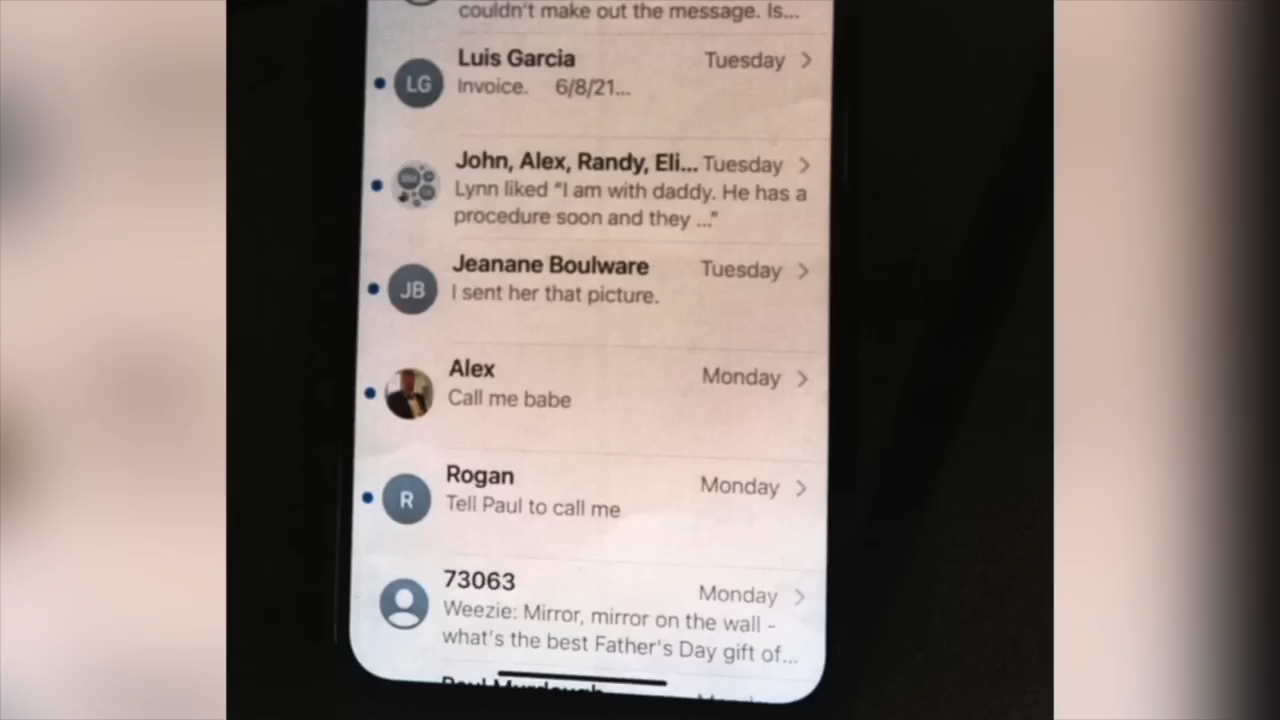 couldn't make out the message. Is...
Luis Garcia Tuesday
LG
Invoice. 6/8/21...
John, Alex, Randy, Eli... Tuesday
Lynn liked “I am with daddy. He has a
procedure soon and they ...”
Jeanane Boulware Tuesday
JB
I sent her that picture.
Alex Monday
Call me babe
Rogan Monday
R
Tell Paul to call me
73063 Monday
Weezie: Mirror, mirror on the wall -
what's the best Father's Day gift of...